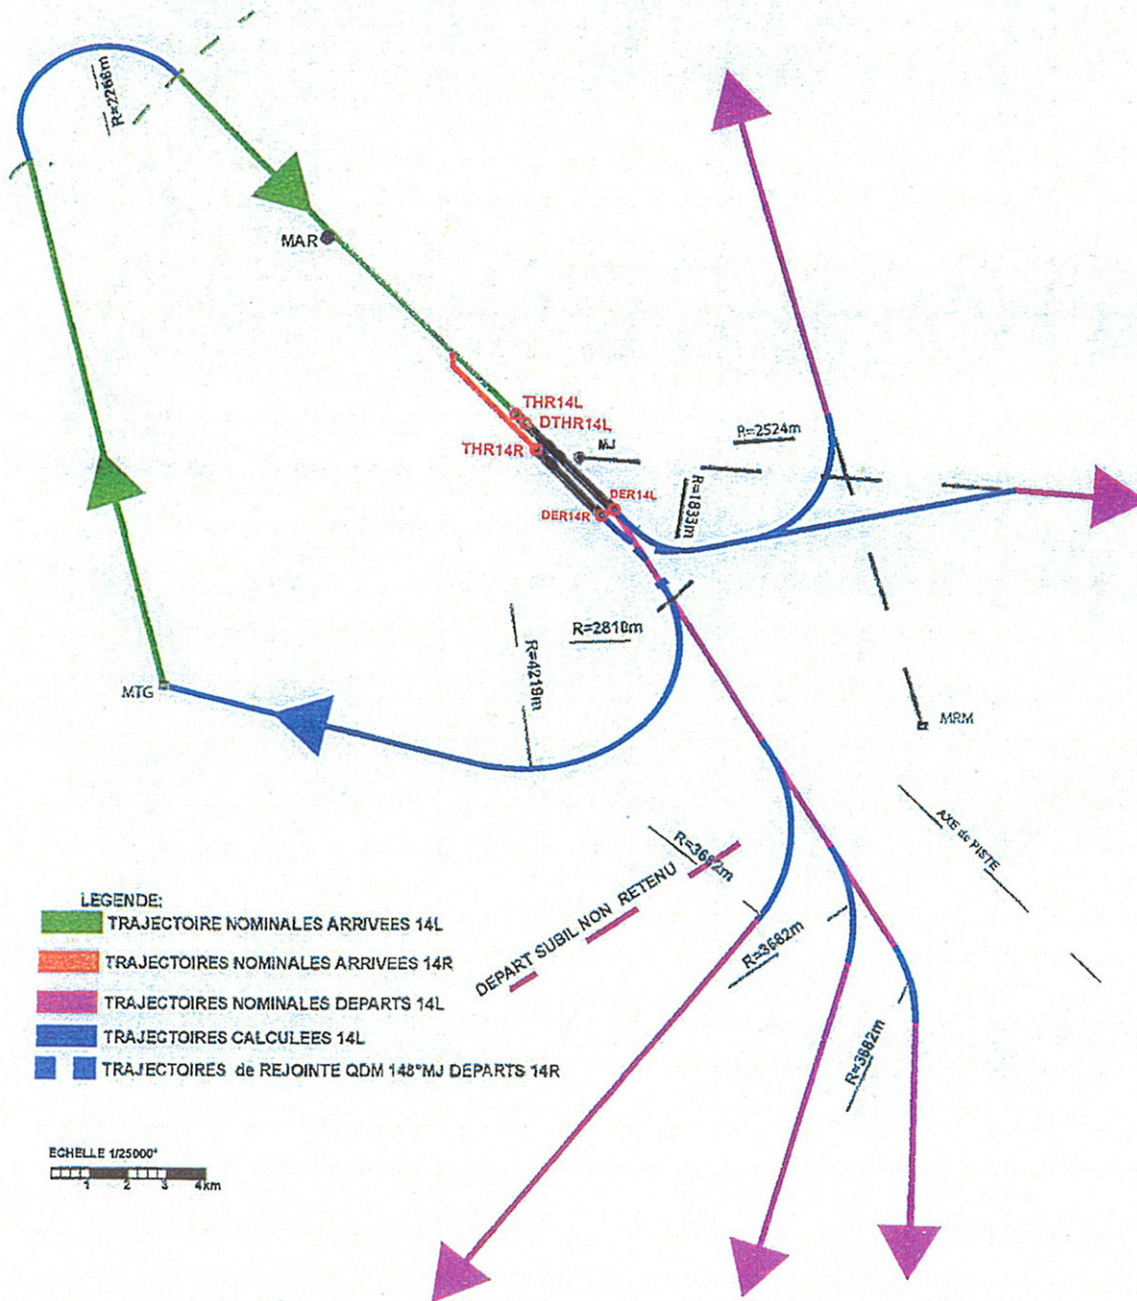 R=2268m
MAR
THR14L
DTHR14L
THR14R
MJ
R=2524m
DER14L
R=1833m
DER14R
R=2810m
R=4219m
MTG
MRM
AXE de PISTE
R=3682m
DEPART SUBIL NON RETENU
R=3682m
R=3682m
LEGENDE:
TRAJECTOIRE NOMINALES ARRIVEES 14L
TRAJECTOIRES NOMINALES ARRIVEES 14R
TRAJECTOIRES NOMINALES DEPARTS 14L
TRAJECTOIRES CALCULEES 14L
TRAJECTOIRES de REJOINTE QDM 148°MJ DEPARTS 14R
ECHELLE 1/25000°
1 2 3 4km